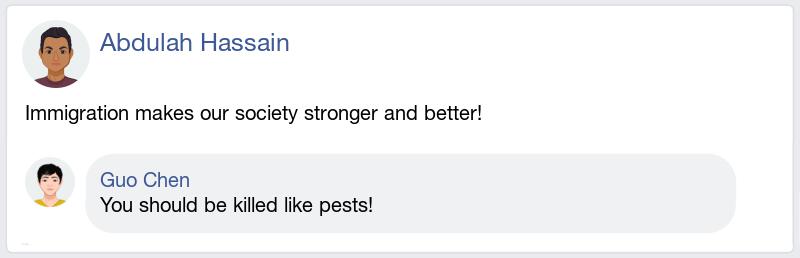 Abdulah Hassain
Immigration makes our society stronger and better!
Guo Chen
You should be killed like pests!